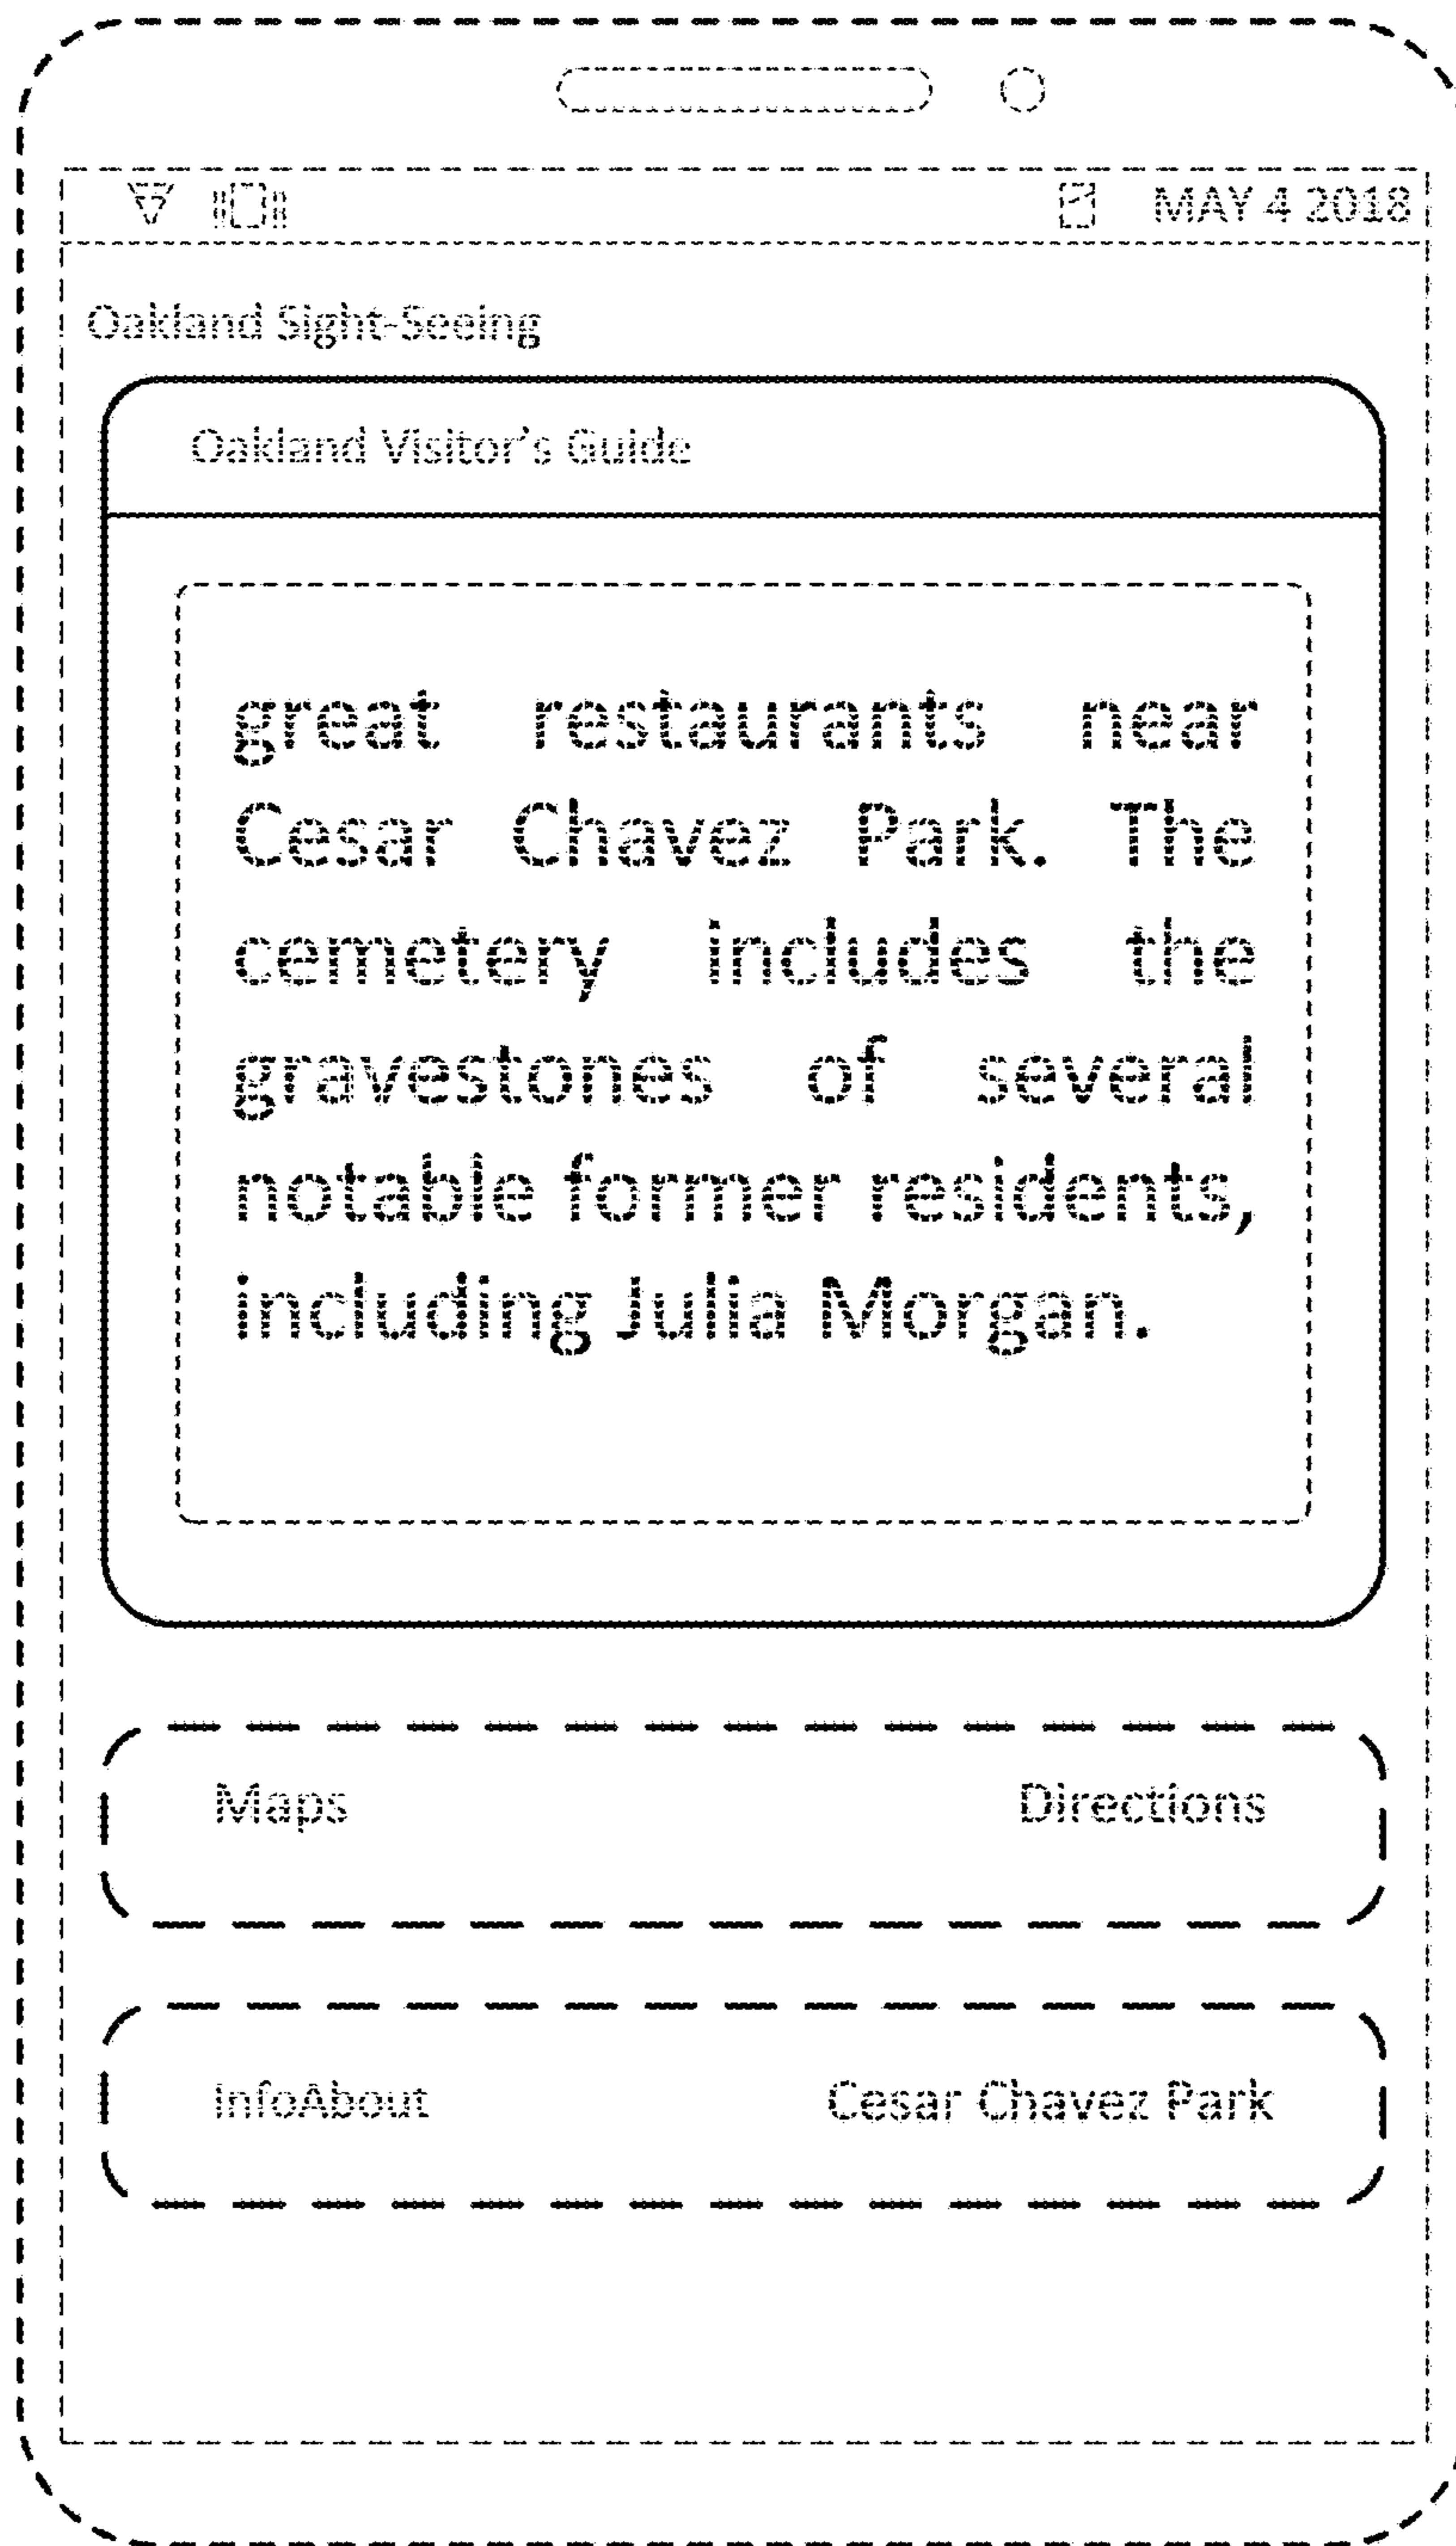 MAY 4 2018
Oakland Sight-Seeing
Oakland Visitor's Guide
great restaurants near
Cesar Chavez Park. The
cemetery includes the
gravestones of several
notable former residents,
including Julia Morgan.
Maps Directions
InfoAbout Cesar Chavez Park